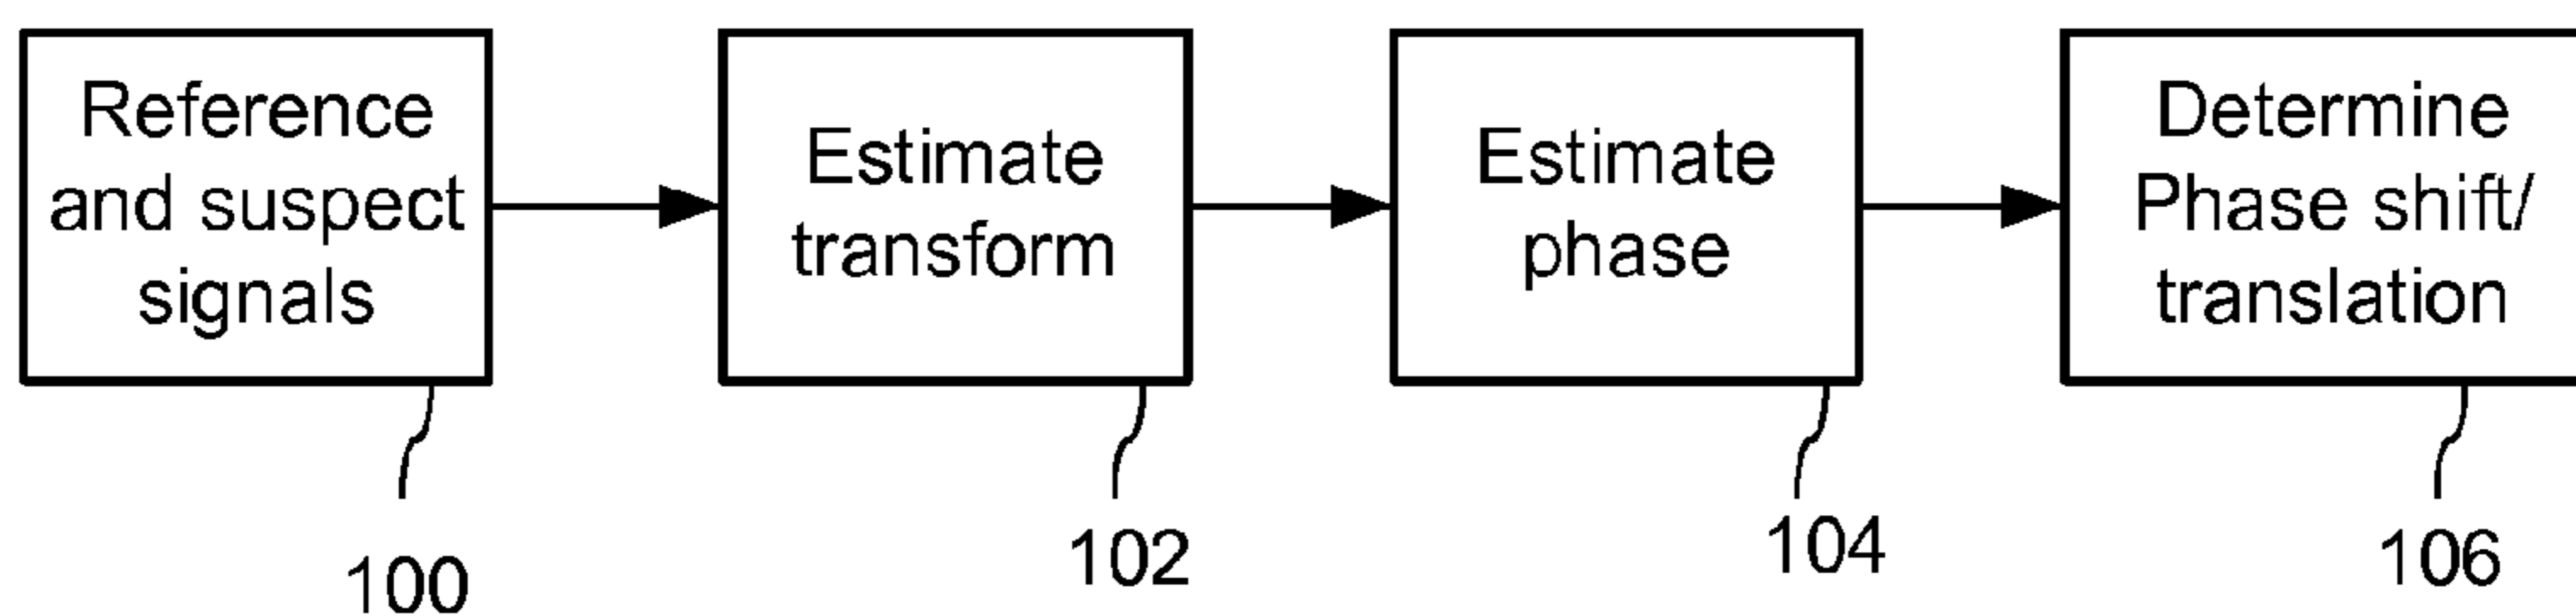 Reference
and suspect
signals
Estimate
transform
Estimate
phase
Determine
Phase shift/
translation
100
102
104
106